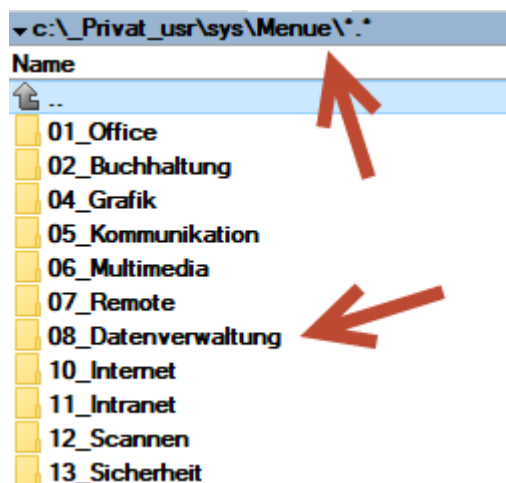 c:\_Privat_usr\sys\Menue\*.*
Name
..
01_Office
02_Buchhaltung
04_Grafik
05_Kommunikation
06_Multimedia
07_Remote
08_Datenverwaltung
10_Internet
11_Intranet
12_Scannen
13_Sicherheit